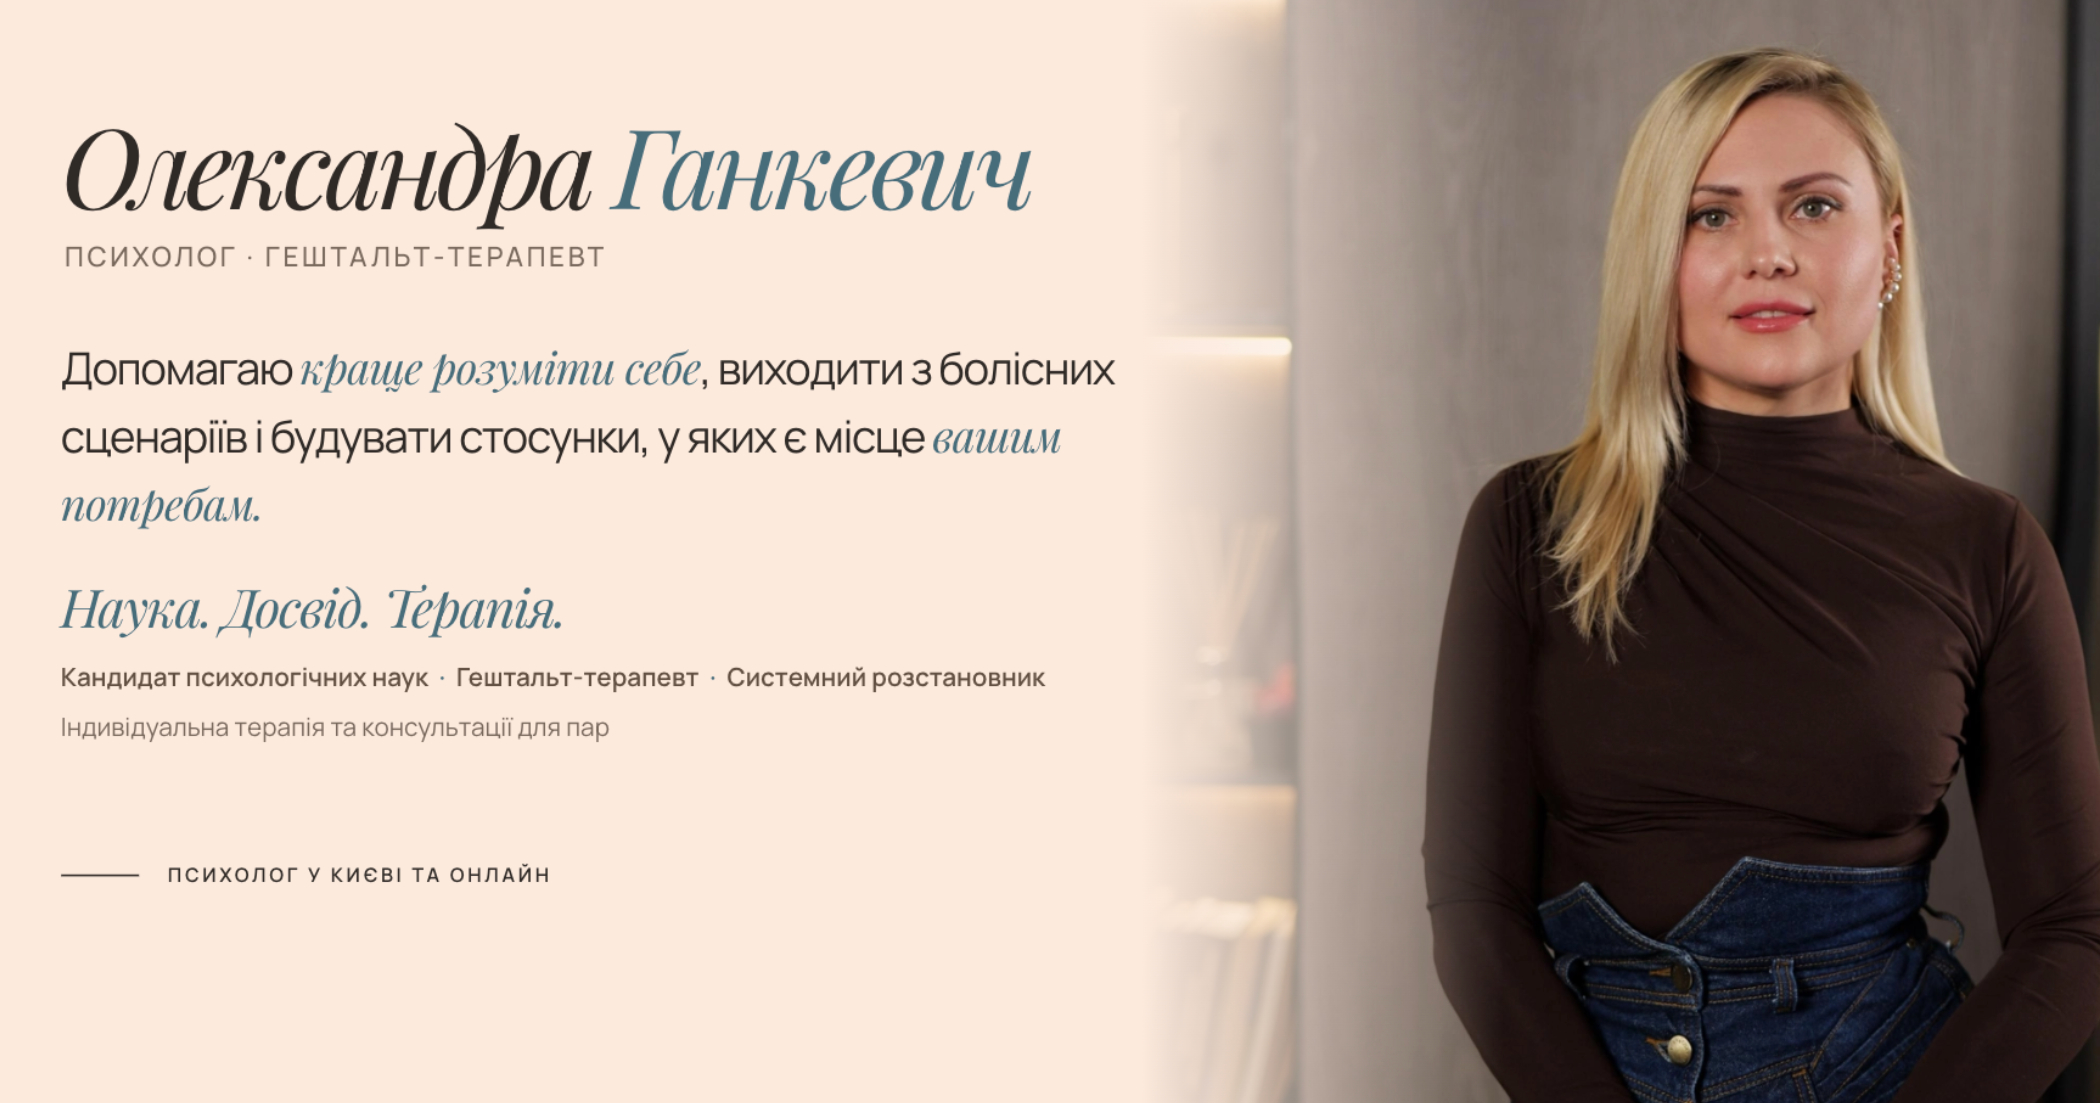 Олександра Ганкевич
ПСИХОЛОГ · ГЕШТАЛЬТ-ТЕРАПЕВТ
Допомагаю краще розуміти себе, виходити з болісних
сценаріїв і будувати стосунки, у яких є місце вашим
потребам.
Наука. Досвід. Терапія.
Кандидат психологічних наук · Гештальт-терапевт · Системний розстановник
Індивідуальна терапія та консультації для пар
ПСИХОЛОГ У КИЄВІ ТА ОНЛАЙН